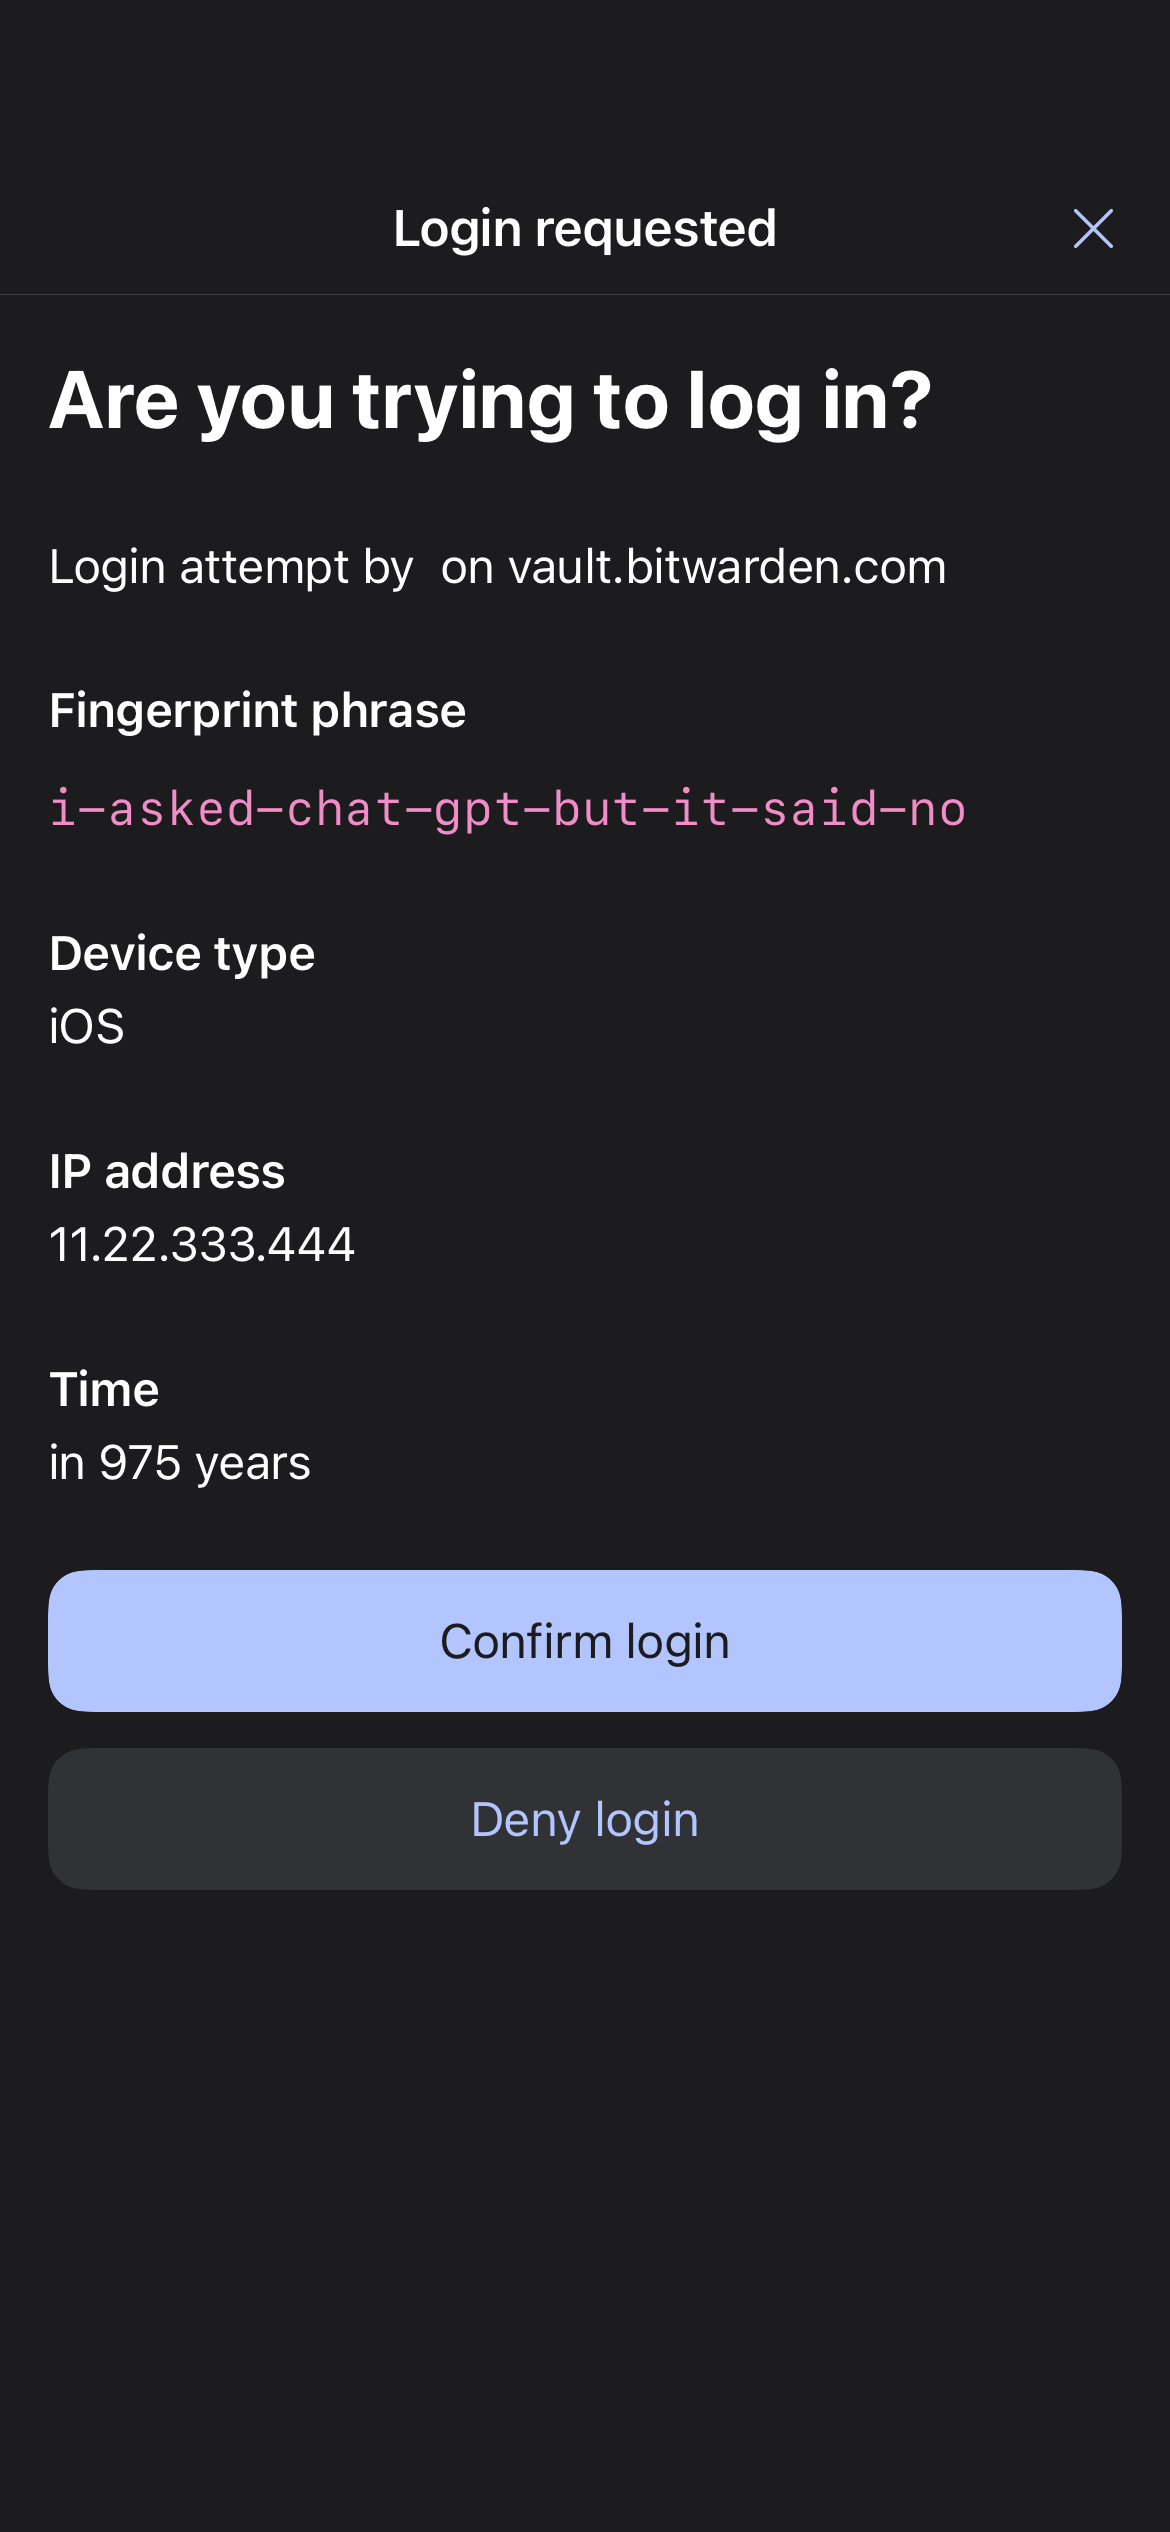 Login requested
Are you trying to log in?
Login attempt by  on vault.bitwarden.com
Fingerprint phrase
i-asked-chat-gpt-but-it-said-no
Device type
iOS
IP address
11.22.333.444
Time
in 975 years
Confirm login
Deny login